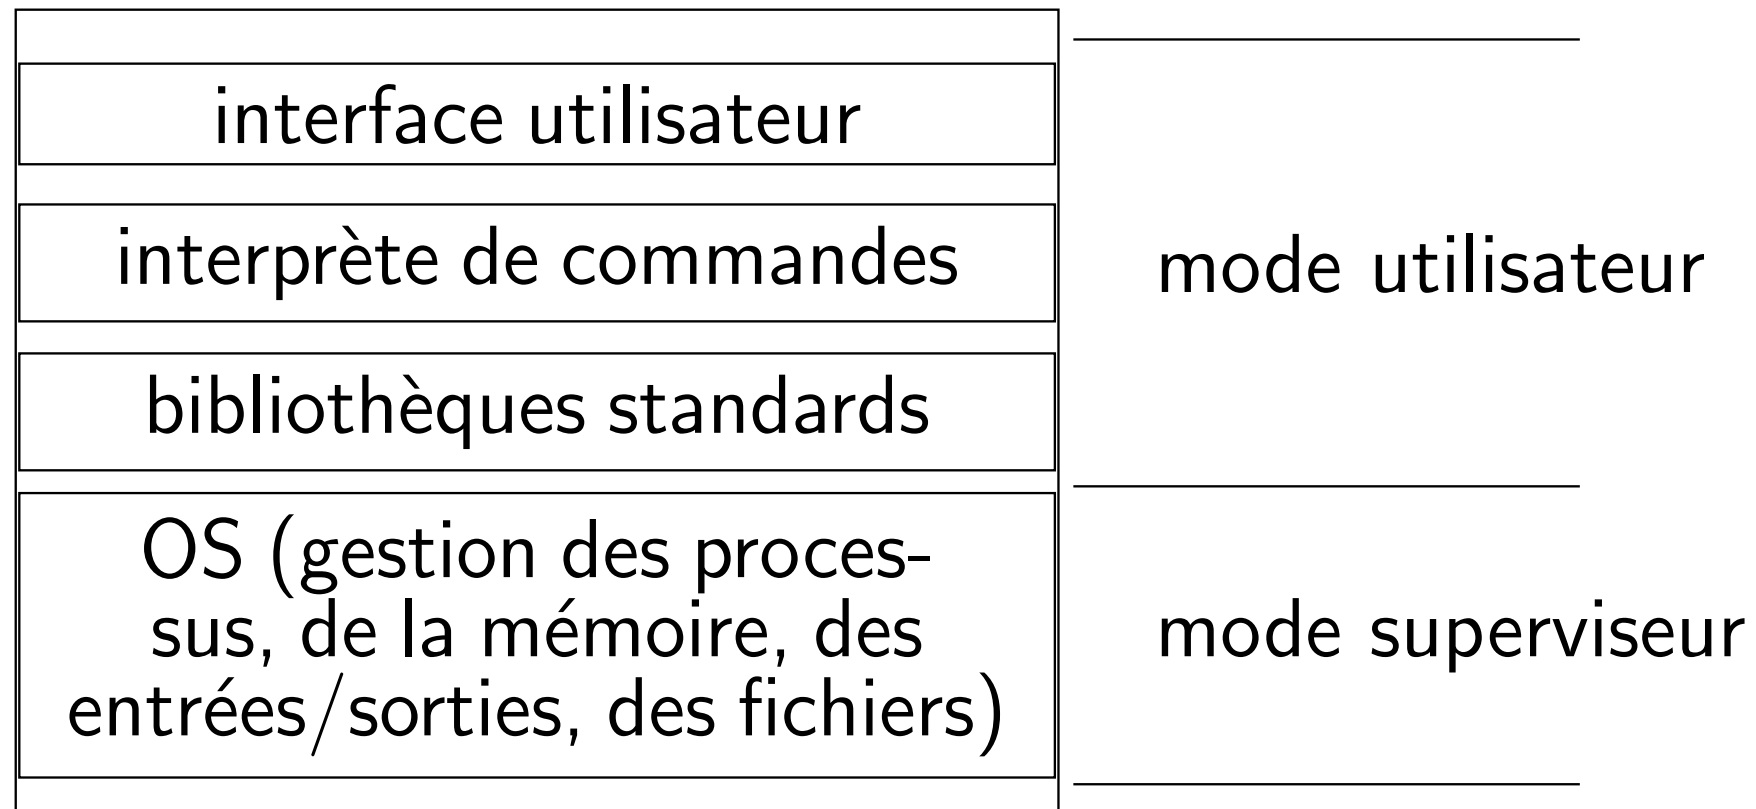 interface utilisateur
interprète de commandes
mode utilisateur
bibliothèques standards
OS (gestion des proces-
sus, de la mémoire, des
entrées/sorties, des fichiers)
mode superviseur